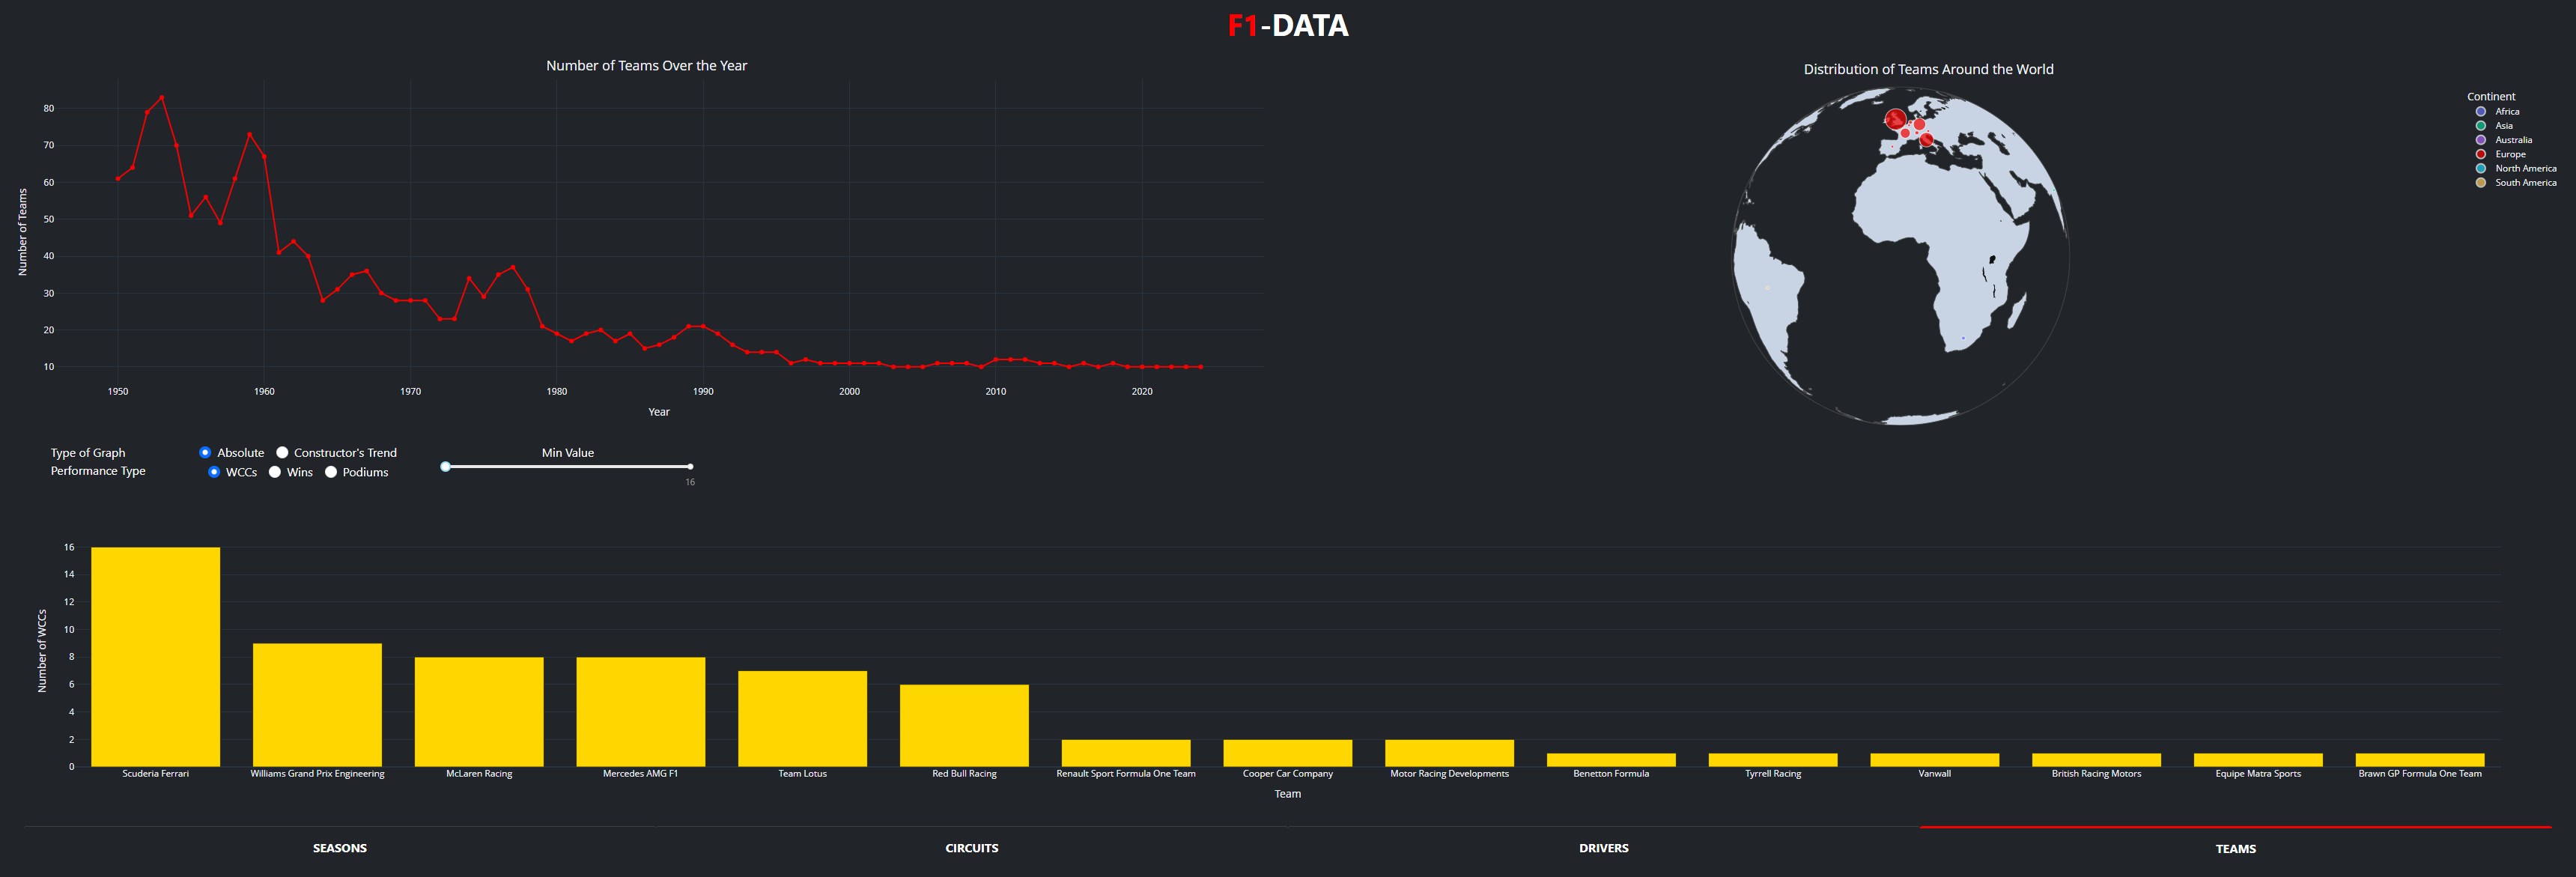 F1-DATA
Number of Teams Over the Year
Number of Teams
80
70
60
50
40
30
20
10
1950 1960 1970 1980 1990 2000 2010 2020
Year
Distribution of Teams Around the World
Continent
Africa
Asia
Australia
Europe
North America
South America
Type of Graph Absolute Constructor's Trend
Performance Type WCCs Wins Podiums
Min Value
16
Number of WCCs
16
14
12
10
8
6
4
2
0
Scuderia Ferrari Williams Grand Prix Engineering McLaren Racing Mercedes AMG F1 Team Lotus Red Bull Racing Renault Sport Formula One Team Cooper Car Company Motor Racing Developments Benetton Formula Tyrrell Racing Vanwall British Racing Motors Equipe Matra Sports Brawn GP Formula One Team
Team
SEASONS CIRCUITS DRIVERS TEAMS